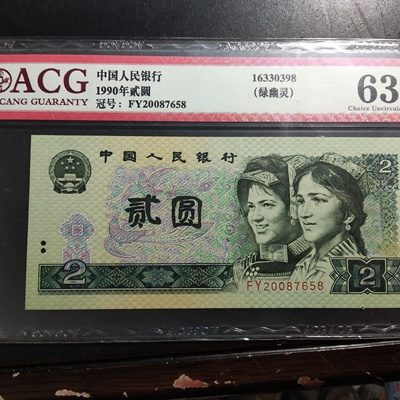 ACG
CANG GUARANTY
中国人民银行
1990年贰圆
冠号：FY20087658
16330398
(绿幽灵)
63
Choice Uncircula
中国人民银行
2
贰圆
2
FY20087658
2